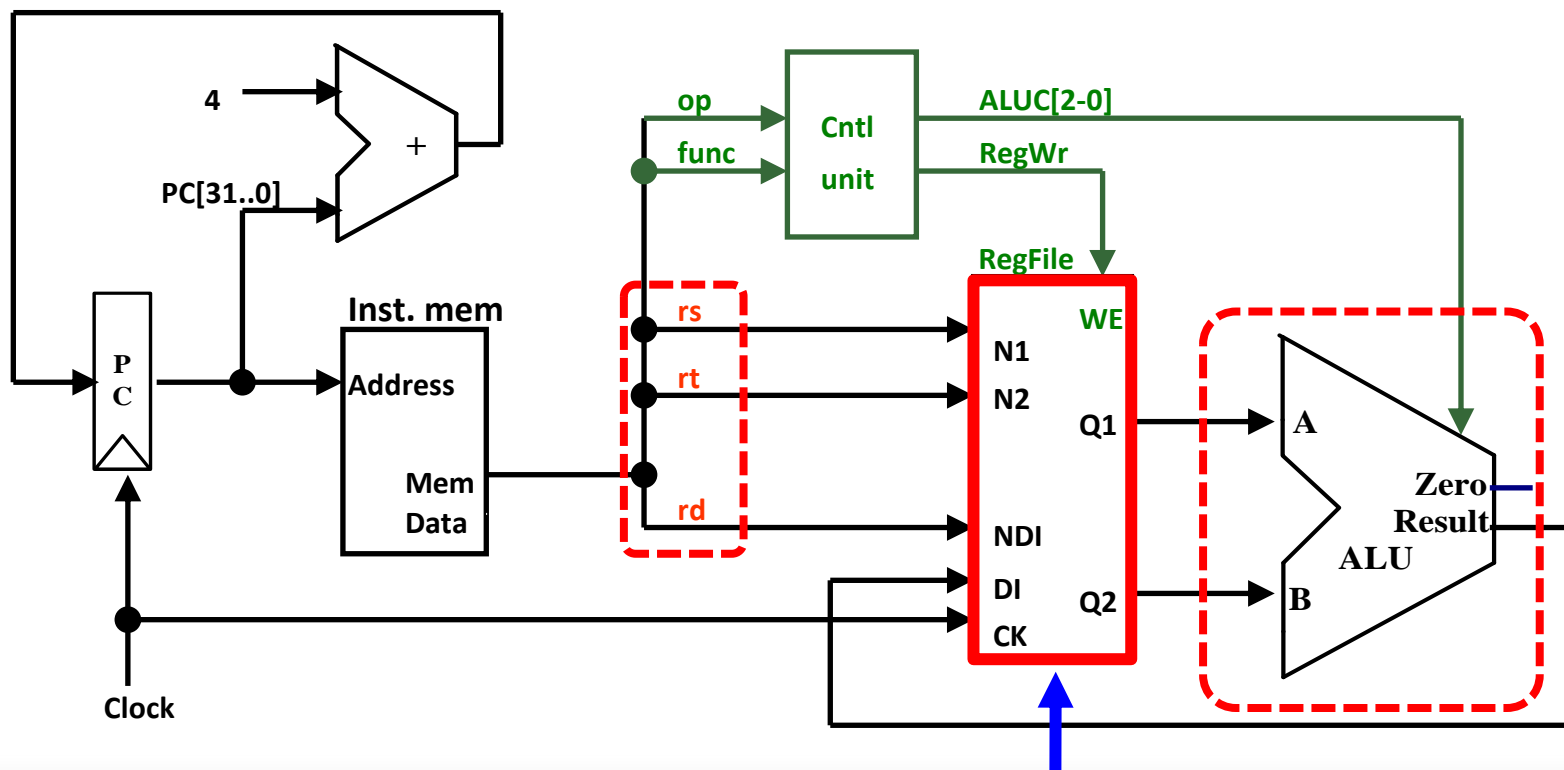 4
+
PC[31..0]
P
C
Inst. mem
Address
Mem
Data
Clock
op
func
Cntl
unit
ALUC[2-0]
RegWr
RegFile
rs
rt
rd
WE
N1
N2
Q1
NDI
DI
Q2
CK
A
Zero
Result
ALU
B